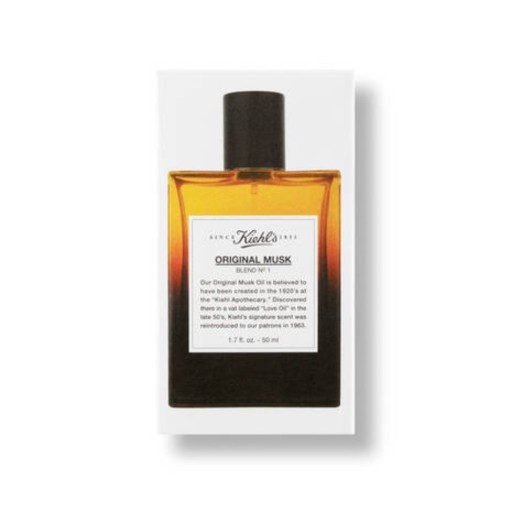 SINCE Kiehl's 1851
ORIGINAL MUSK
BLEND Nº 1
Our Original Musk Oil is believed to
have been created in the 1920's at
the "Kiehl Apothecary." Discovered
there in a vat labeled "Love Oil" in the
late 50's, Kiehl's signature scent was
reintroduced to our patrons in 1963.
1.7 fl. oz. - 50 ml